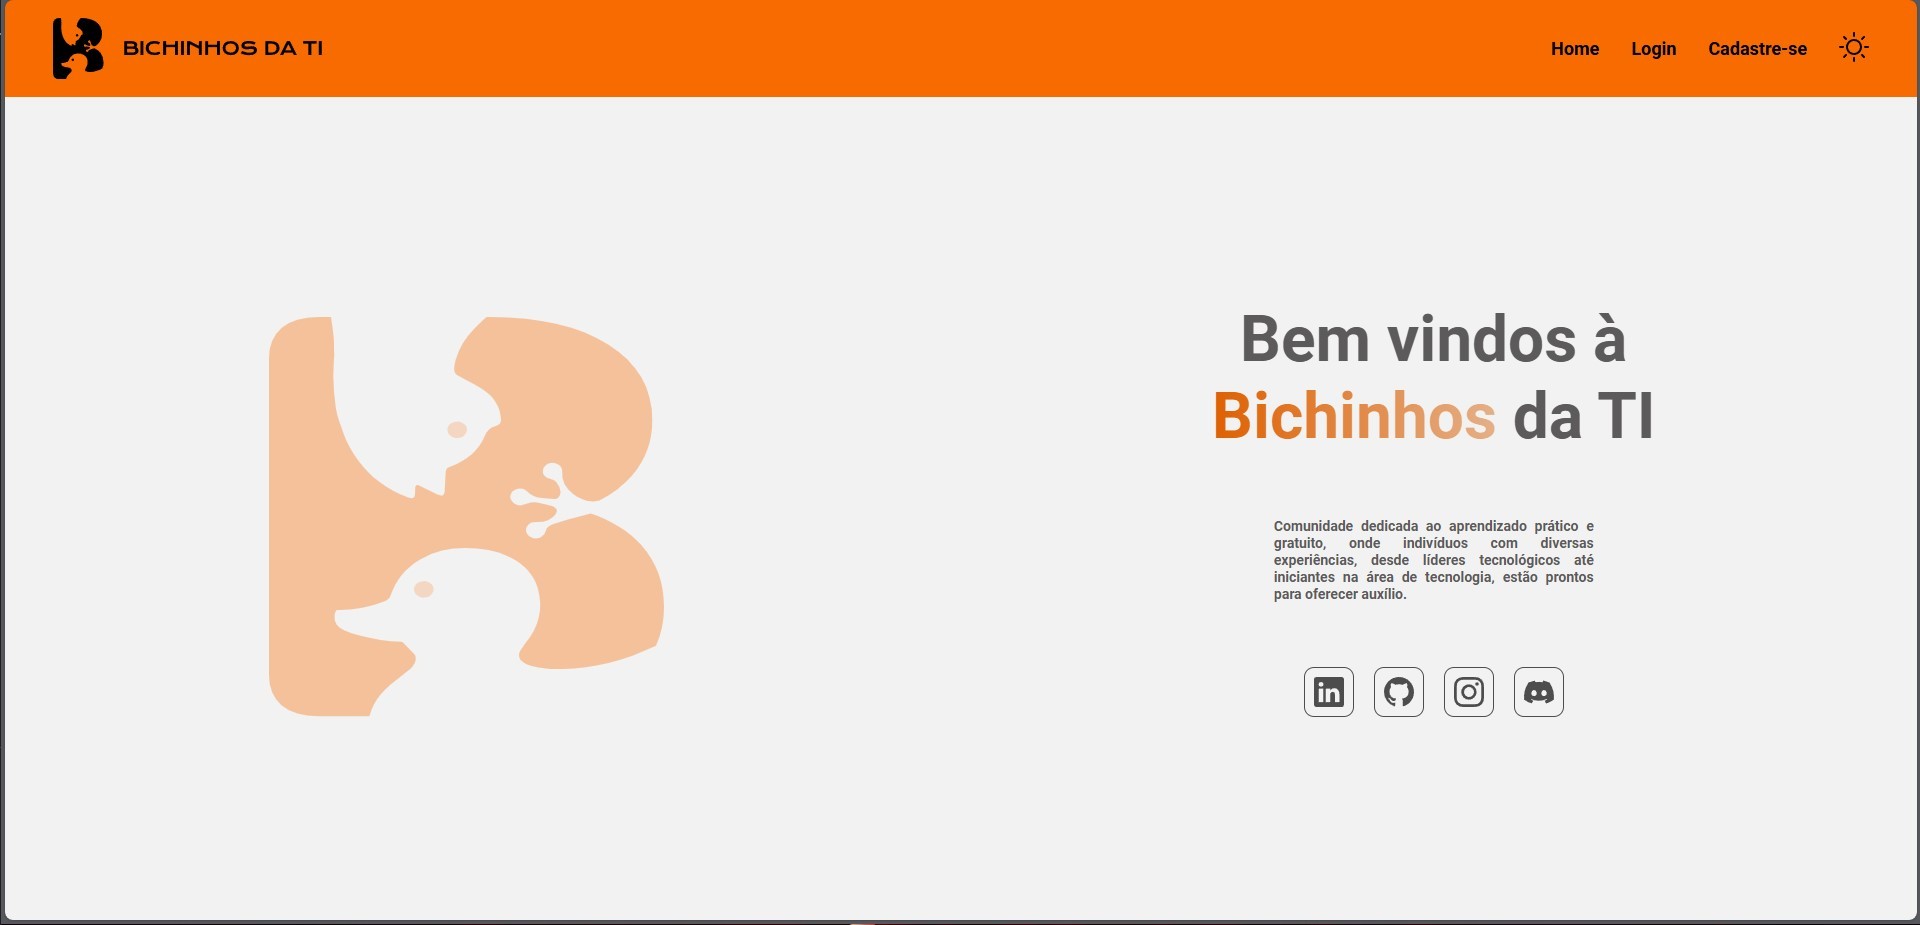 BICHINHOS DA TI
Home Login Cadastre-se
Bem vindos à
Bichinhos da TI
Comunidade dedicada ao aprendizado prático e
gratuito, onde indivíduos com diversas
experiências, desde líderes tecnológicos até
iniciantes na área de tecnologia, estão prontos
para oferecer auxílio.